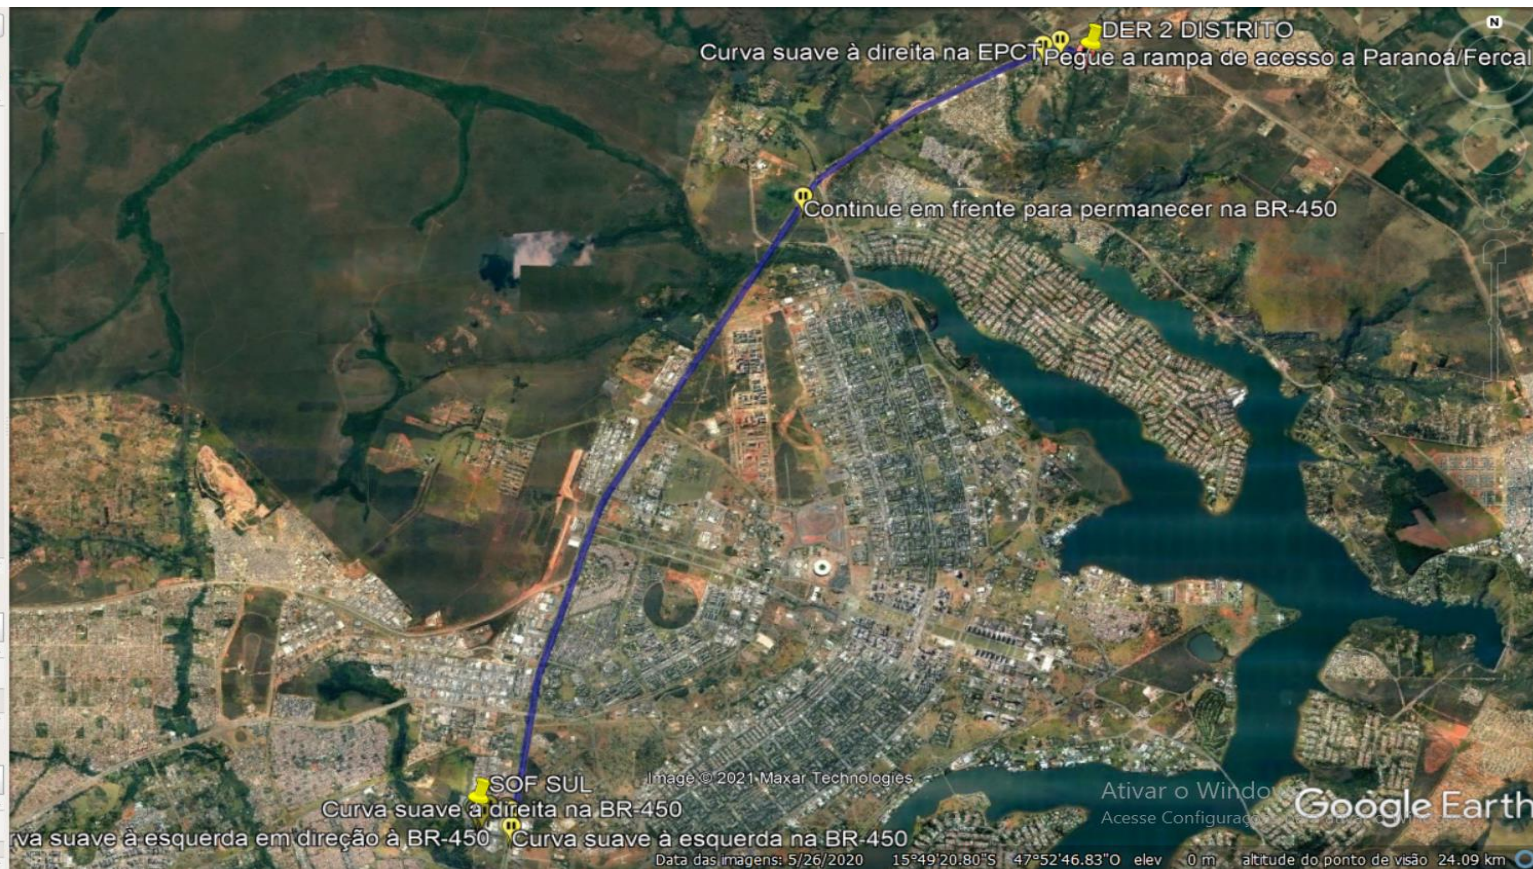 N
DER 2 DISTRITO
Curva suave à direita na EPCT
Pegue a rampa de acesso a Paranoá/Fercal
Continue em frente para permanecer na BR-450
SOF SUL
Image © 2021 Maxar Technologies
Curva suave à direita na BR-450
Ativar o Windo
Google Earth
Acesse Configuraç
rva suave à esquerda em direção à BR-450
Curva suave à esquerda na BR-450
Data das imagens: 5/26/2020 15°49'20.80"S 47°52'46.83"O elev 0 m altitude do ponto de visão 24.09 km